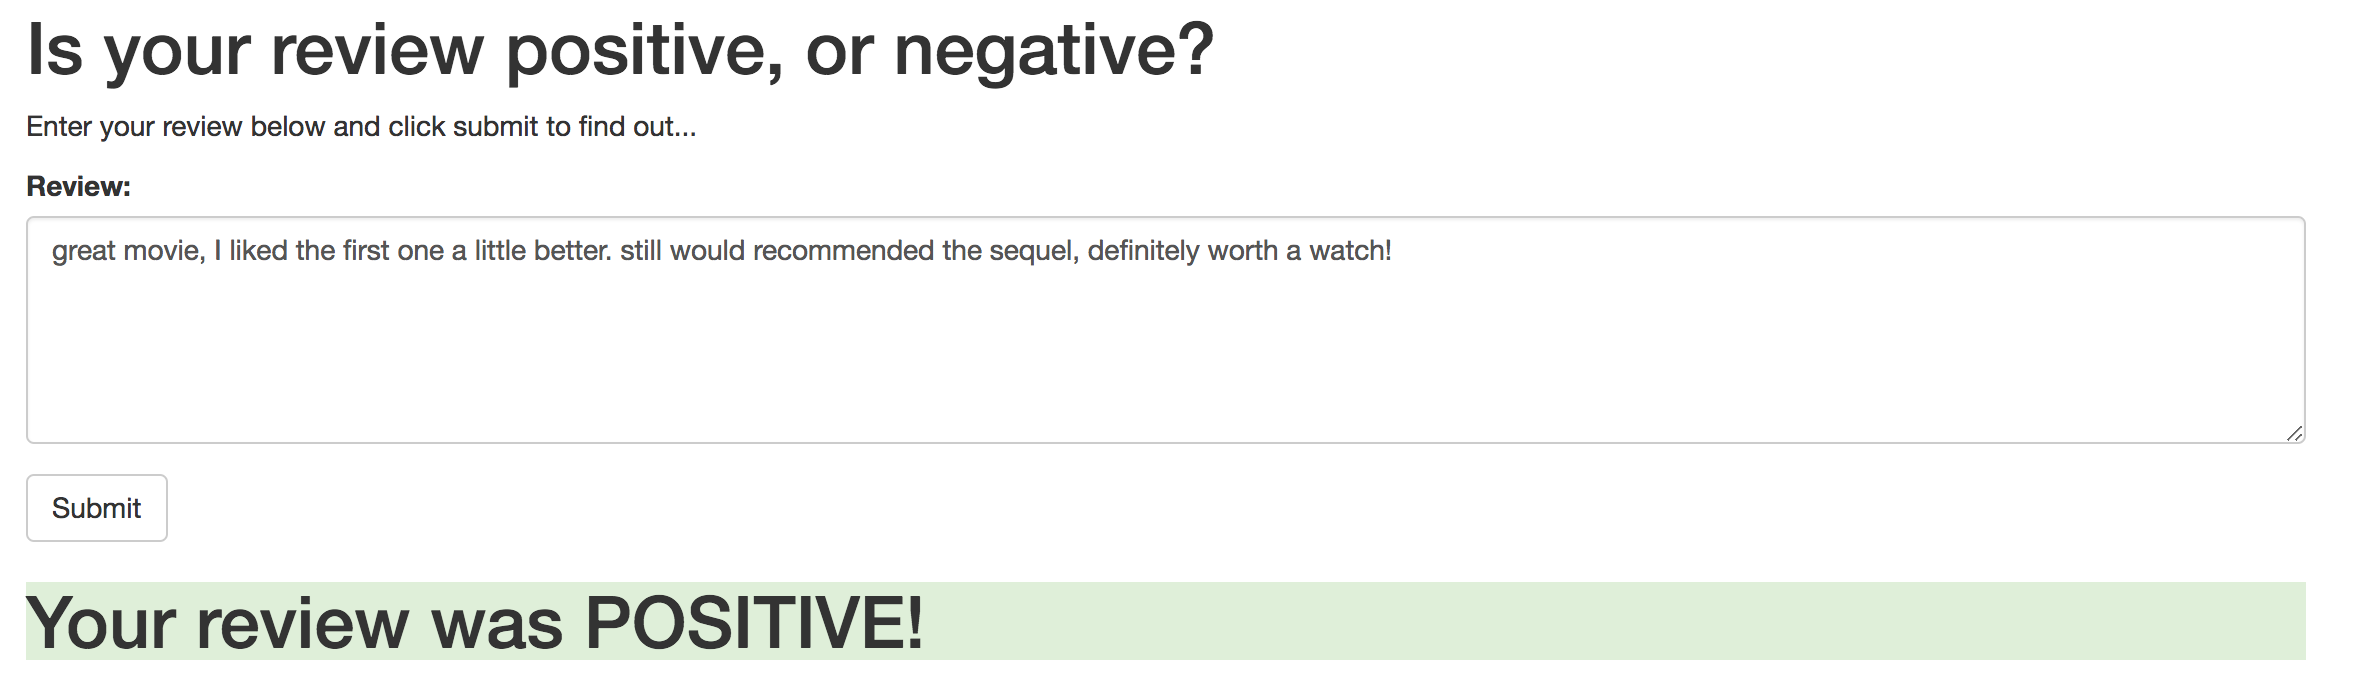 Is your review positive, or negative?
Enter your review below and click submit to find out...
Review:
great movie, I liked the first one a little better. still would recommended the sequel, definitely worth a watch!
Submit
Your review was POSITIVE!